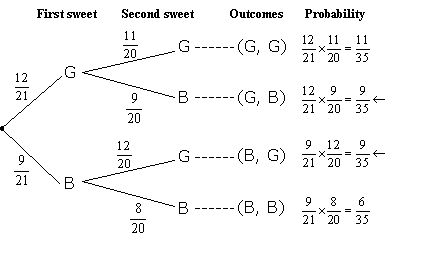 First sweet Second sweet Outcomes Probability
11/20 G ------ (G, G) 12/21 × 11/20 = 11/35
12/21 G
9/20 B ------ (G, B) 12/21 × 9/20 = 9/35 ←
9/21 B
12/20 G ------ (B, G) 9/21 × 12/20 = 9/35 ←
8/20 B ------ (B, B) 9/21 × 8/20 = 6/35